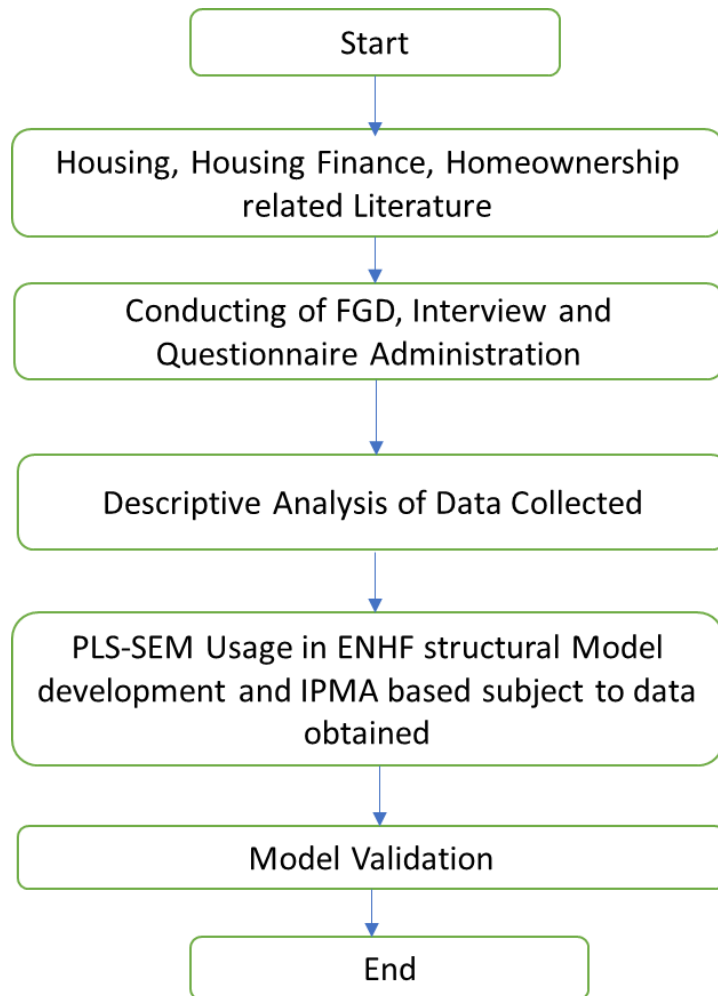 Start
Housing, Housing Finance, Homeownership
related Literature
Conducting of FGD, Interview and
Questionnaire Administration
Descriptive Analysis of Data Collected
PLS-SEM Usage in ENHF structural Model
development and IPMA based subject to data
obtained
Model Validation
End